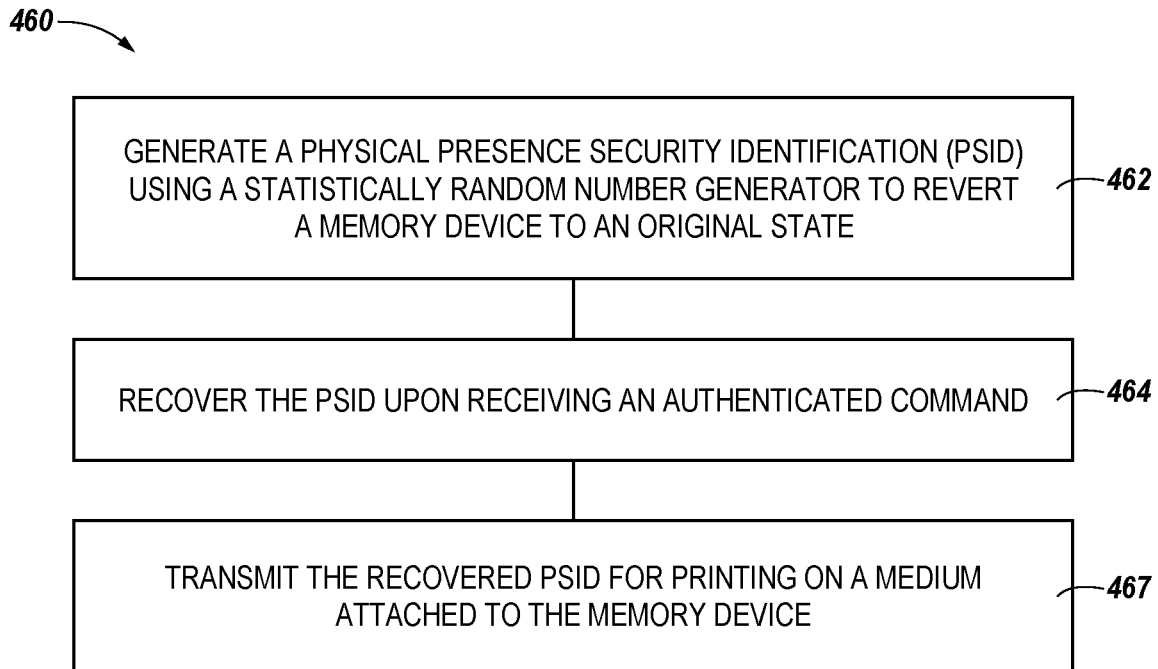 460
GENERATE A PHYSICAL PRESENCE SECURITY IDENTIFICATION (PSID)
USING A STATISTICALLY RANDOM NUMBER GENERATOR TO REVERT
A MEMORY DEVICE TO AN ORIGINAL STATE
462
RECOVER THE PSID UPON RECEIVING AN AUTHENTICATED COMMAND
464
TRANSMIT THE RECOVERED PSID FOR PRINTING ON A MEDIUM
ATTACHED TO THE MEMORY DEVICE
467